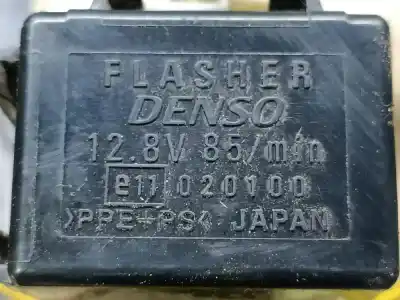 FLASHER
DENSO
12.8V 85/min
e11 020100
>PPE+PS< JAPAN